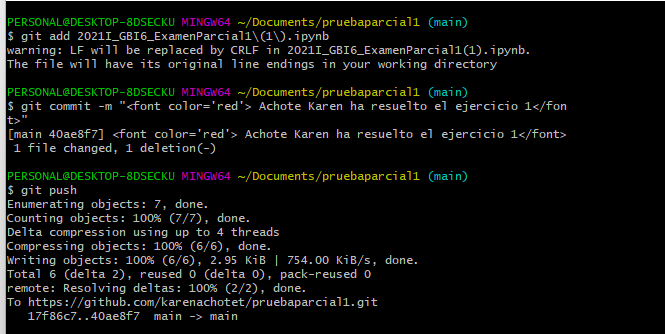 PERSONAL@DESKTOP-8DSECKU MINGW64 ~/Documents/pruebaparcial1 (main)
$ git add 2021I_GBI6_ExamenParcial1\(1\).ipynb
warning: LF will be replaced by CRLF in 2021I_GBI6_ExamenParcial1(1).ipynb.
The file will have its original line endings in your working directory
PERSONAL@DESKTOP-8DSECKU MINGW64 ~/Documents/pruebaparcial1 (main)
$ git commit -m "<font color='red'> Achote Karen ha resuelto el ejercicio 1</fon
t>"
[main 40ae8f7] <font color='red'> Achote Karen ha resuelto el ejercicio 1</font>
1 file changed, 1 deletion(-)
PERSONAL@DESKTOP-8DSECKU MINGW64 ~/Documents/pruebaparcial1 (main)
$ git push
Enumerating objects: 7, done.
Counting objects: 100% (7/7), done.
Delta compression using up to 4 threads
Compressing objects: 100% (6/6), done.
Writing objects: 100% (6/6), 2.95 KiB | 754.00 KiB/s, done.
Total 6 (delta 2), reused 0 (delta 0), pack-reused 0
remote: Resolving deltas: 100% (2/2), done.
To https://github.com/karenachotet/pruebaparcial1.git
17f86c7..40ae8f7  main -> main